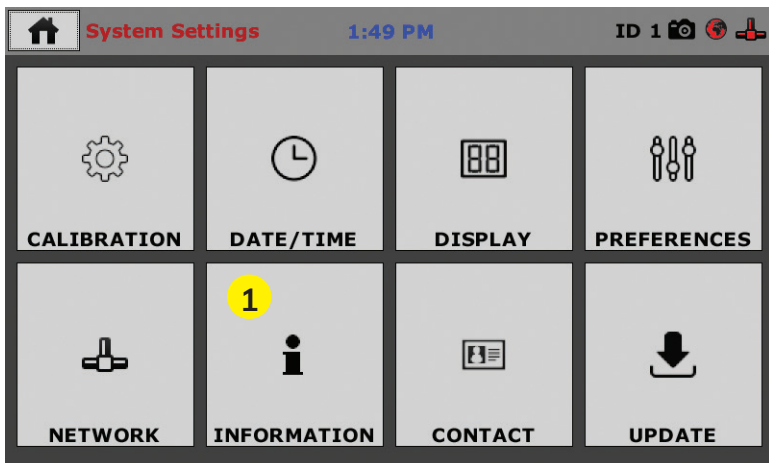 System Settings 1:49 PM ID 1
CALIBRATION DATE/TIME DISPLAY PREFERENCES
1
NETWORK INFORMATION CONTACT UPDATE